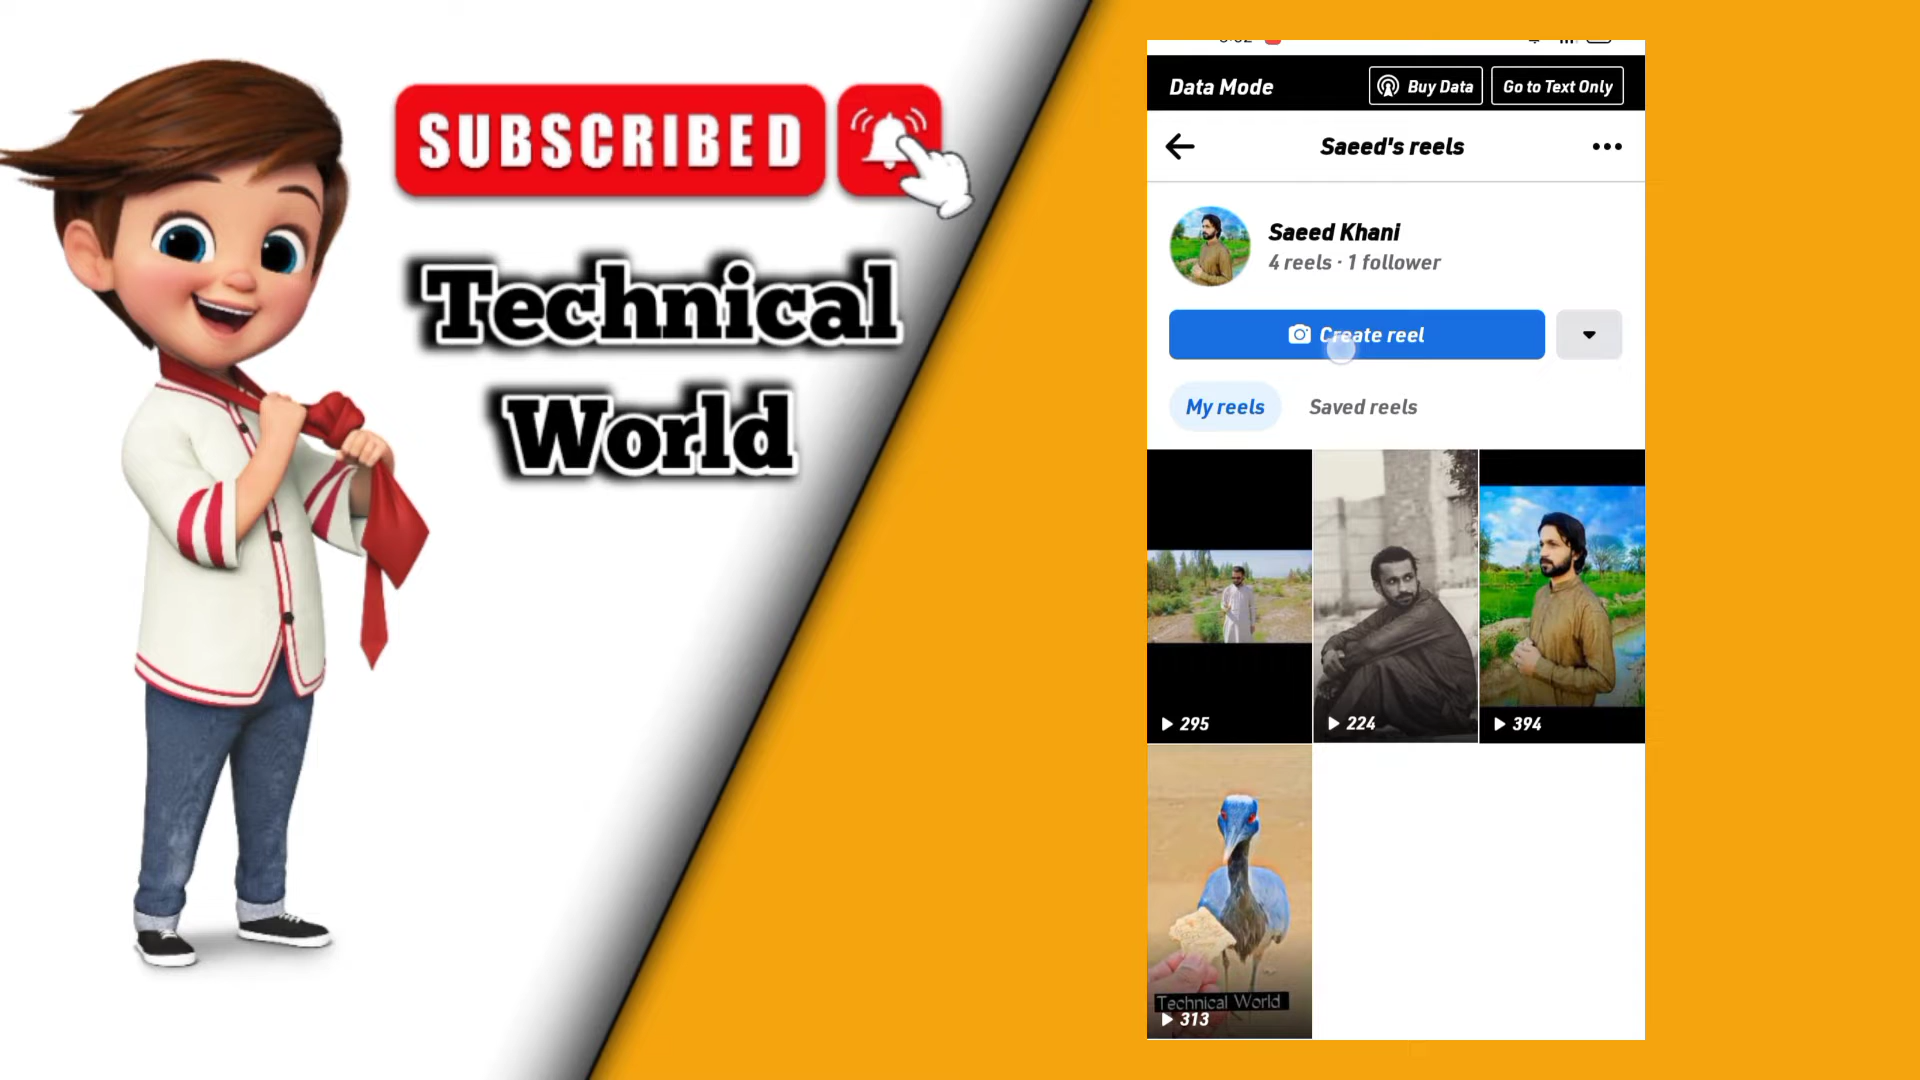 SUBSCRIBED
Technical
World
Data Mode
Buy Data
Go to Text Only
Saeed's reels
Saeed Khani
4 reels · 1 follower
Create reel
My reels
Saved reels
295
224
394
Technical World
313